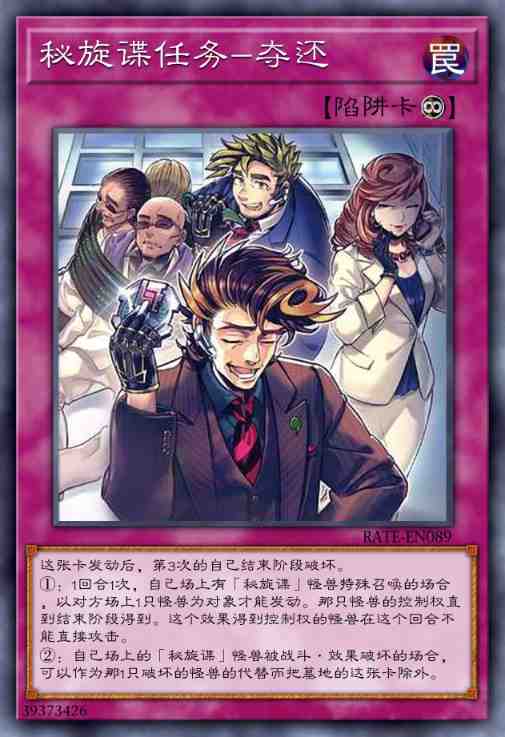 秘旋谍任务-夺还
罠
【陷阱卡】
RATE-EN089
这张卡发动后，第3次的自己结束阶段破坏。
①：1回合1次，自己场上有「秘旋谍」怪兽特殊召唤的场合
，以对方场上1只怪兽为对象才能发动。那只怪兽的控制权直
到结束阶段得到。这个效果得到控制权的怪兽在这个回合不
能直接攻击。
②：自己场上的「秘旋谍」怪兽被战斗·效果破坏的场合，
可以作为那1只破坏的怪兽的代替而把墓地的这张卡除外。
39373426